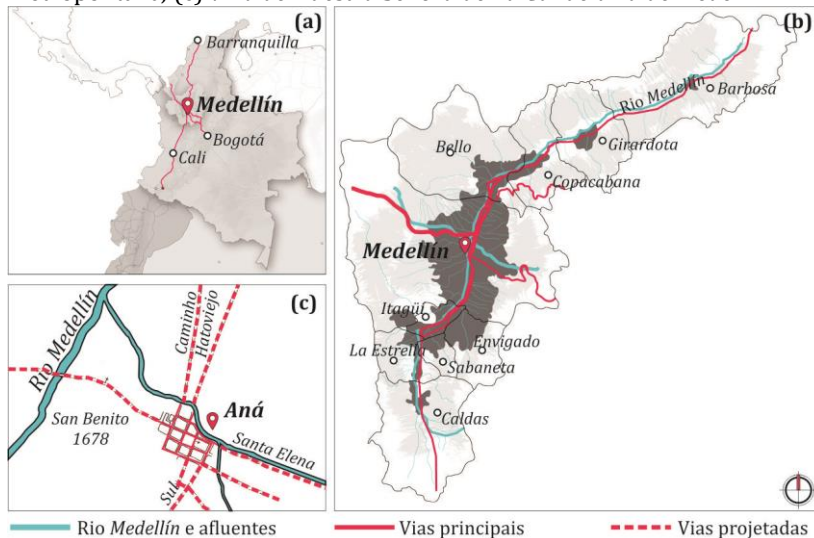 (a)
Barranquilla
Medellín
Bogotá
Cali
(b)
Rio Medellín
Barbosa
Bello
Girardota
Copacabana
Medellín
Itagüí
La Estrella
Envigado
Sabaneta
Caldas
(c)
Rio Medellín
Caminho
Hatoviejo
Aná
San Benito
1678
Santa Elena
Sul
Rio Medellín e afluentes
Vias principais
Vias projetadas